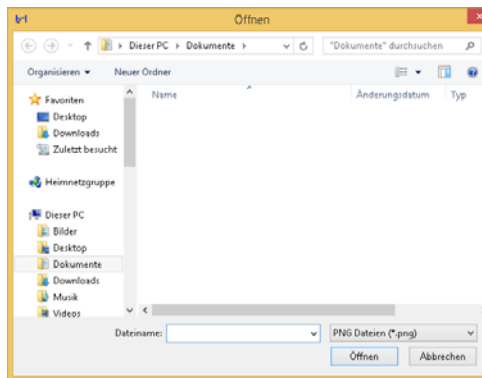 Öffnen
Dieser PC Dokumente
"Dokumente" durchsuchen
Organisieren Neuer Ordner
Name Änderungsdatum Typ
Favoriten
Desktop
Downloads
Zuletzt besucht
Heimnetzgruppe
Dieser PC
Bilder
Desktop
Dokumente
Downloads
Musik
Videos
Dateiname: PNG Dateien (*.png)
Öffnen Abbrechen